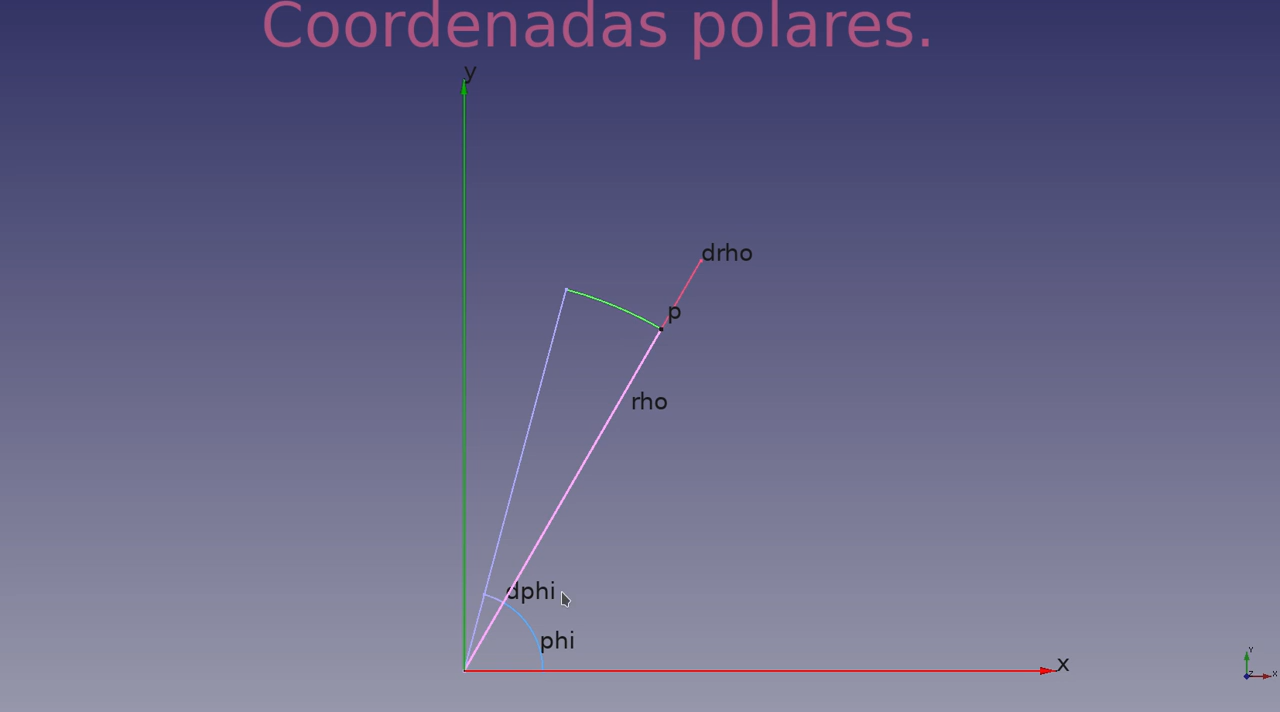 Coordenadas polares.
y
drho
p
rho
dphi
phi
x
Y
Z
X